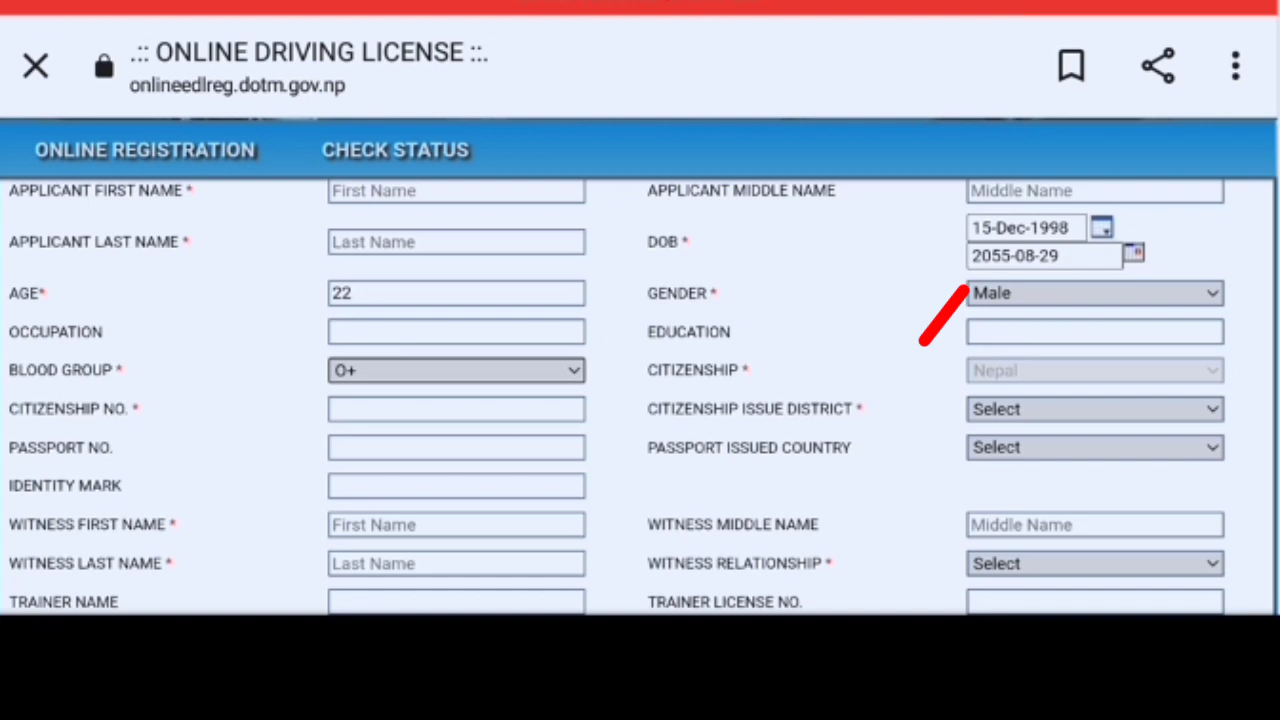 .:: ONLINE DRIVING LICENSE ::.
onlineedlreg.dotm.gov.np
ONLINE REGISTRATION CHECK STATUS
APPLICANT FIRST NAME * First Name APPLICANT MIDDLE NAME Middle Name
APPLICANT LAST NAME * Last Name DOB * 15-Dec-1998
2055-08-29
AGE* 22 GENDER * Male
OCCUPATION EDUCATION
BLOOD GROUP * O+ CITIZENSHIP * Nepal
CITIZENSHIP NO. * CITIZENSHIP ISSUE DISTRICT * Select
PASSPORT NO. PASSPORT ISSUED COUNTRY Select
IDENTITY MARK
WITNESS FIRST NAME * First Name WITNESS MIDDLE NAME Middle Name
WITNESS LAST NAME * Last Name WITNESS RELATIONSHIP * Select
TRAINER NAME TRAINER LICENSE NO.